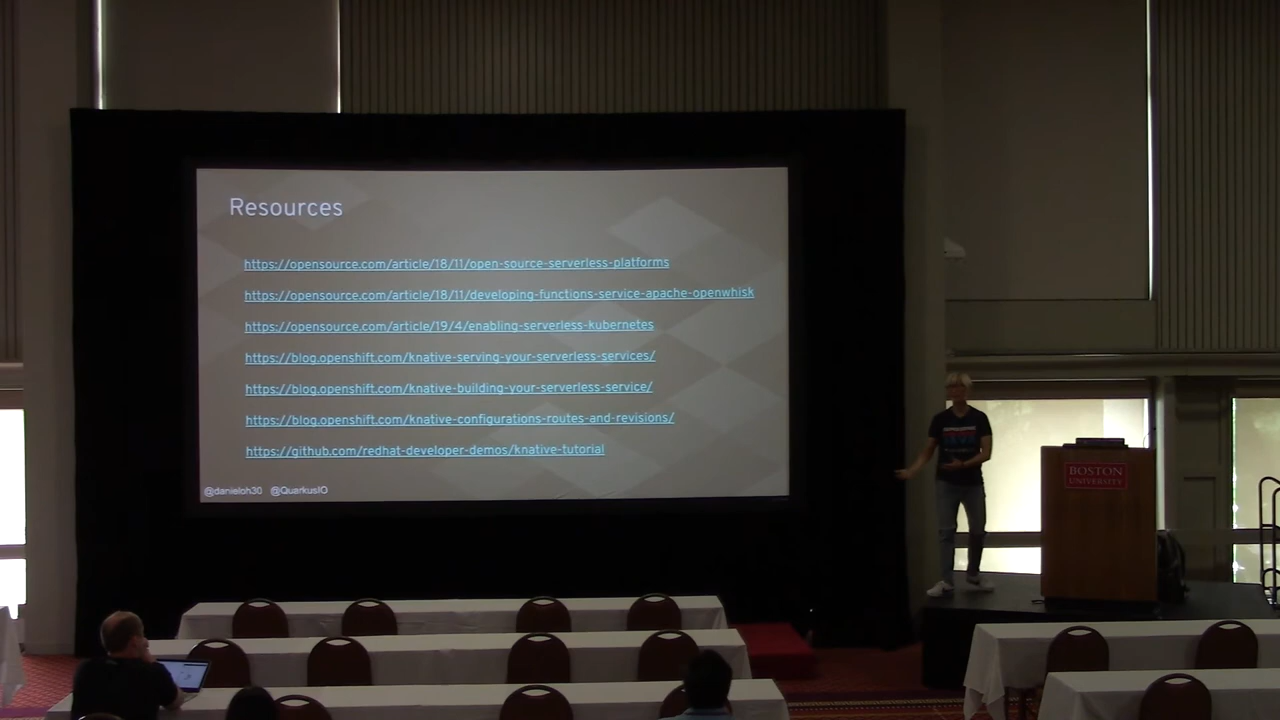 Resources
https://opensource.com/article/18/11/open-source-serverless-platforms
https://opensource.com/article/18/11/developing-functions-service-apache-openwhisk
https://opensource.com/article/19/4/enabling-serverless-kubernetes
https://blog.openshift.com/knative-serving-your-serverless-services/
https://blog.openshift.com/knative-building-your-serverless-service/
https://blog.openshift.com/knative-configurations-routes-and-revisions/
https://github.com/redhat-developer-demos/knative-tutorial
@danieloh30 @QuarkusIO
BOSTON
UNIVERSITY